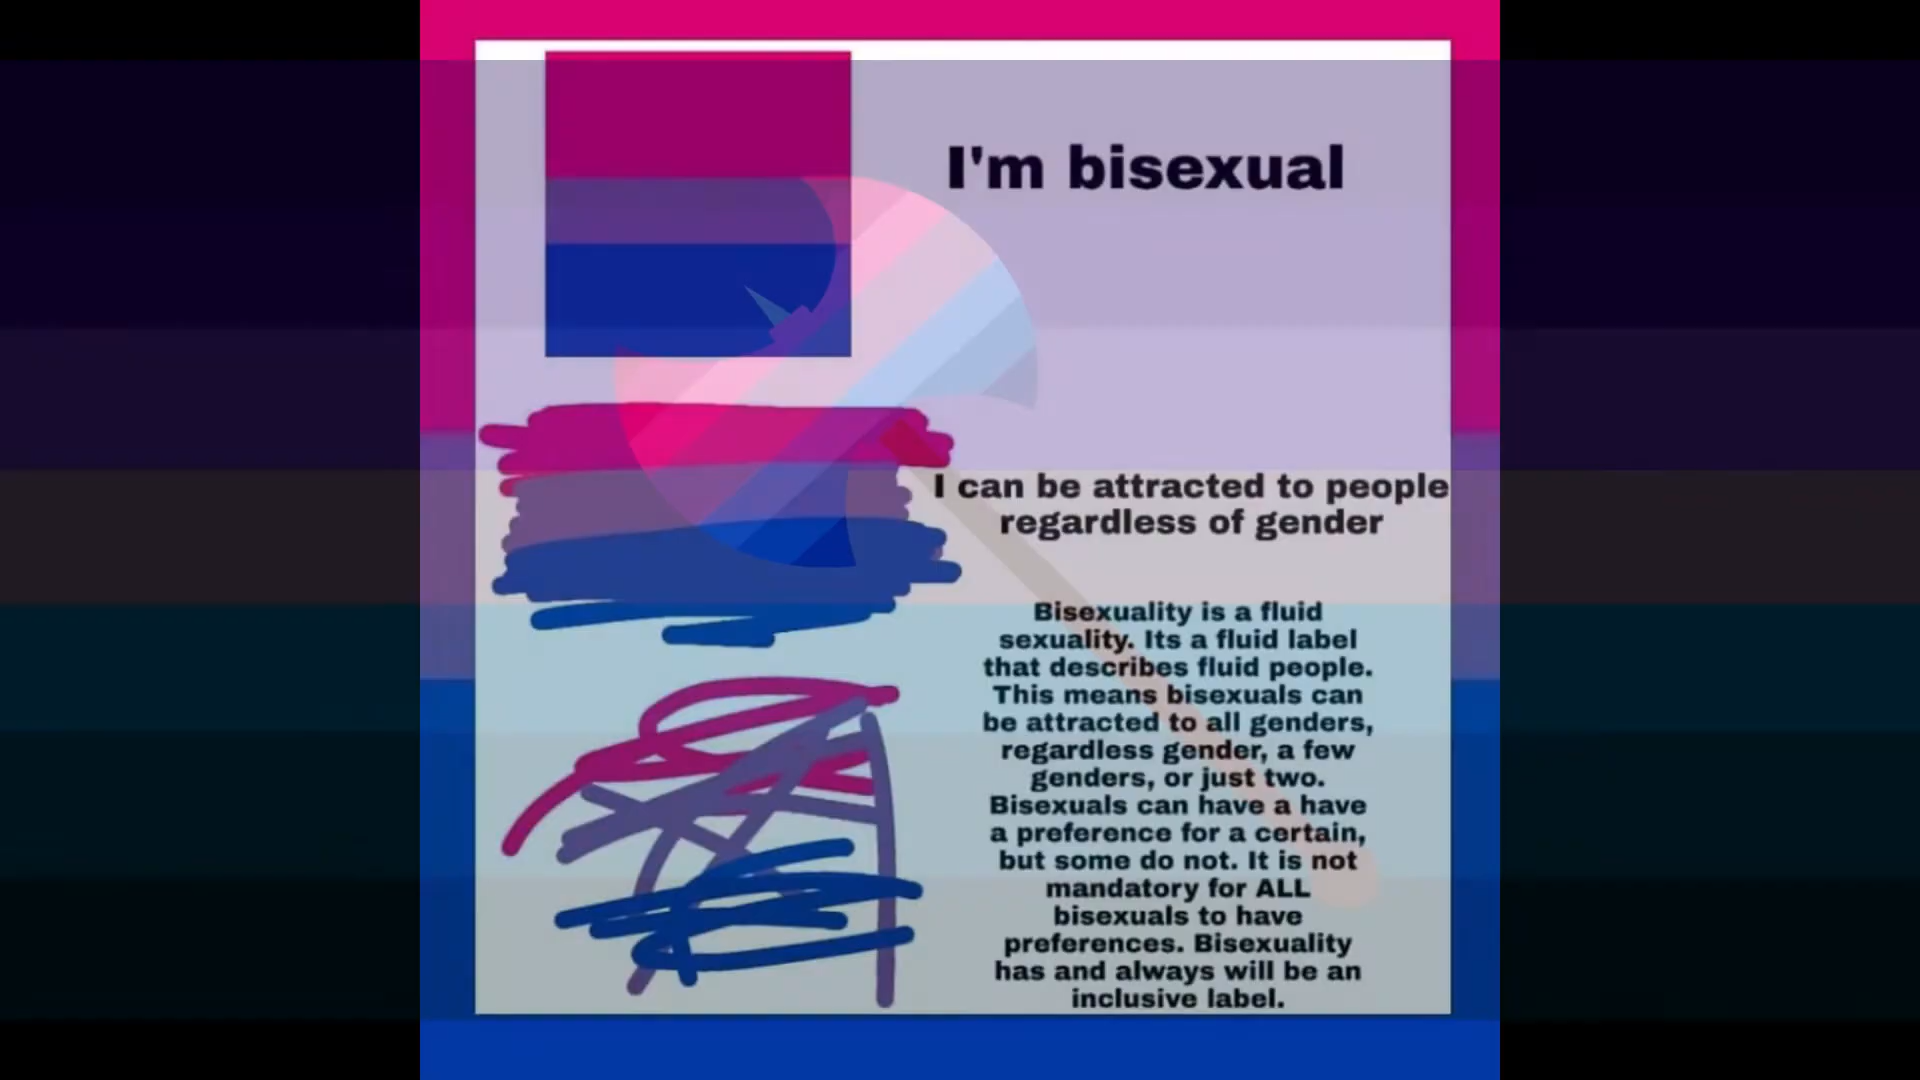 I'm bisexual
I can be attracted to people
regardless of gender
Bisexuality is a fluid
sexuality. Its a fluid label
that describes fluid people.
This means bisexuals can
be attracted to all genders,
regardless gender, a few
genders, or just two.
Bisexuals can have a have
a preference for a certain,
but some do not. It is not
mandatory for ALL
bisexuals to have
preferences. Bisexuality
has and always will be an
inclusive label.